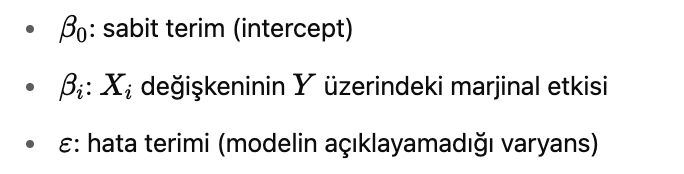 • β₀: sabit terim (intercept)
• βᵢ: Xᵢ değişkeninin Y üzerindeki marjinal etkisi
• ε: hata terimi (modelin açıklayamadığı varyans)